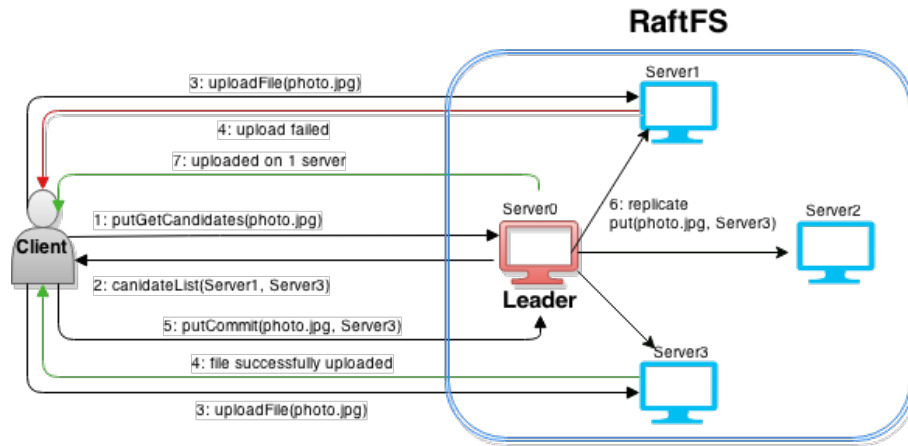 RaftFS
Server1
3: uploadFile(photo.jpg)
4: upload failed
7: uploaded on 1 server
Server0
6: replicate
put(photo.jpg, Server3)
Server2
1: putGetCandidates(photo.jpg)
Client
2: canidateList(Server1, Server3)
Leader
5: putCommit(photo.jpg, Server3)
Server3
4: file successfully uploaded
3: uploadFile(photo.jpg)